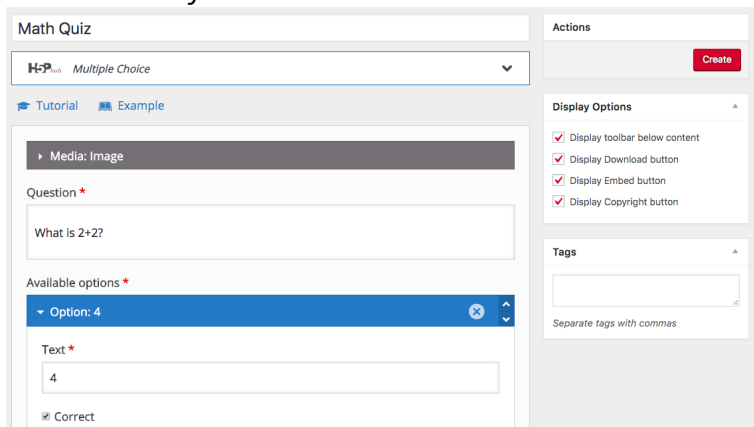 Math Quiz
H5P hub Multiple Choice
Tutorial Example
Media: Image
Question *
What is 2+2?
Available options *
Option: 4
Text *
4
Correct
Actions
Create
Display Options
Display toolbar below content
Display Download button
Display Embed button
Display Copyright button
Tags
Separate tags with commas